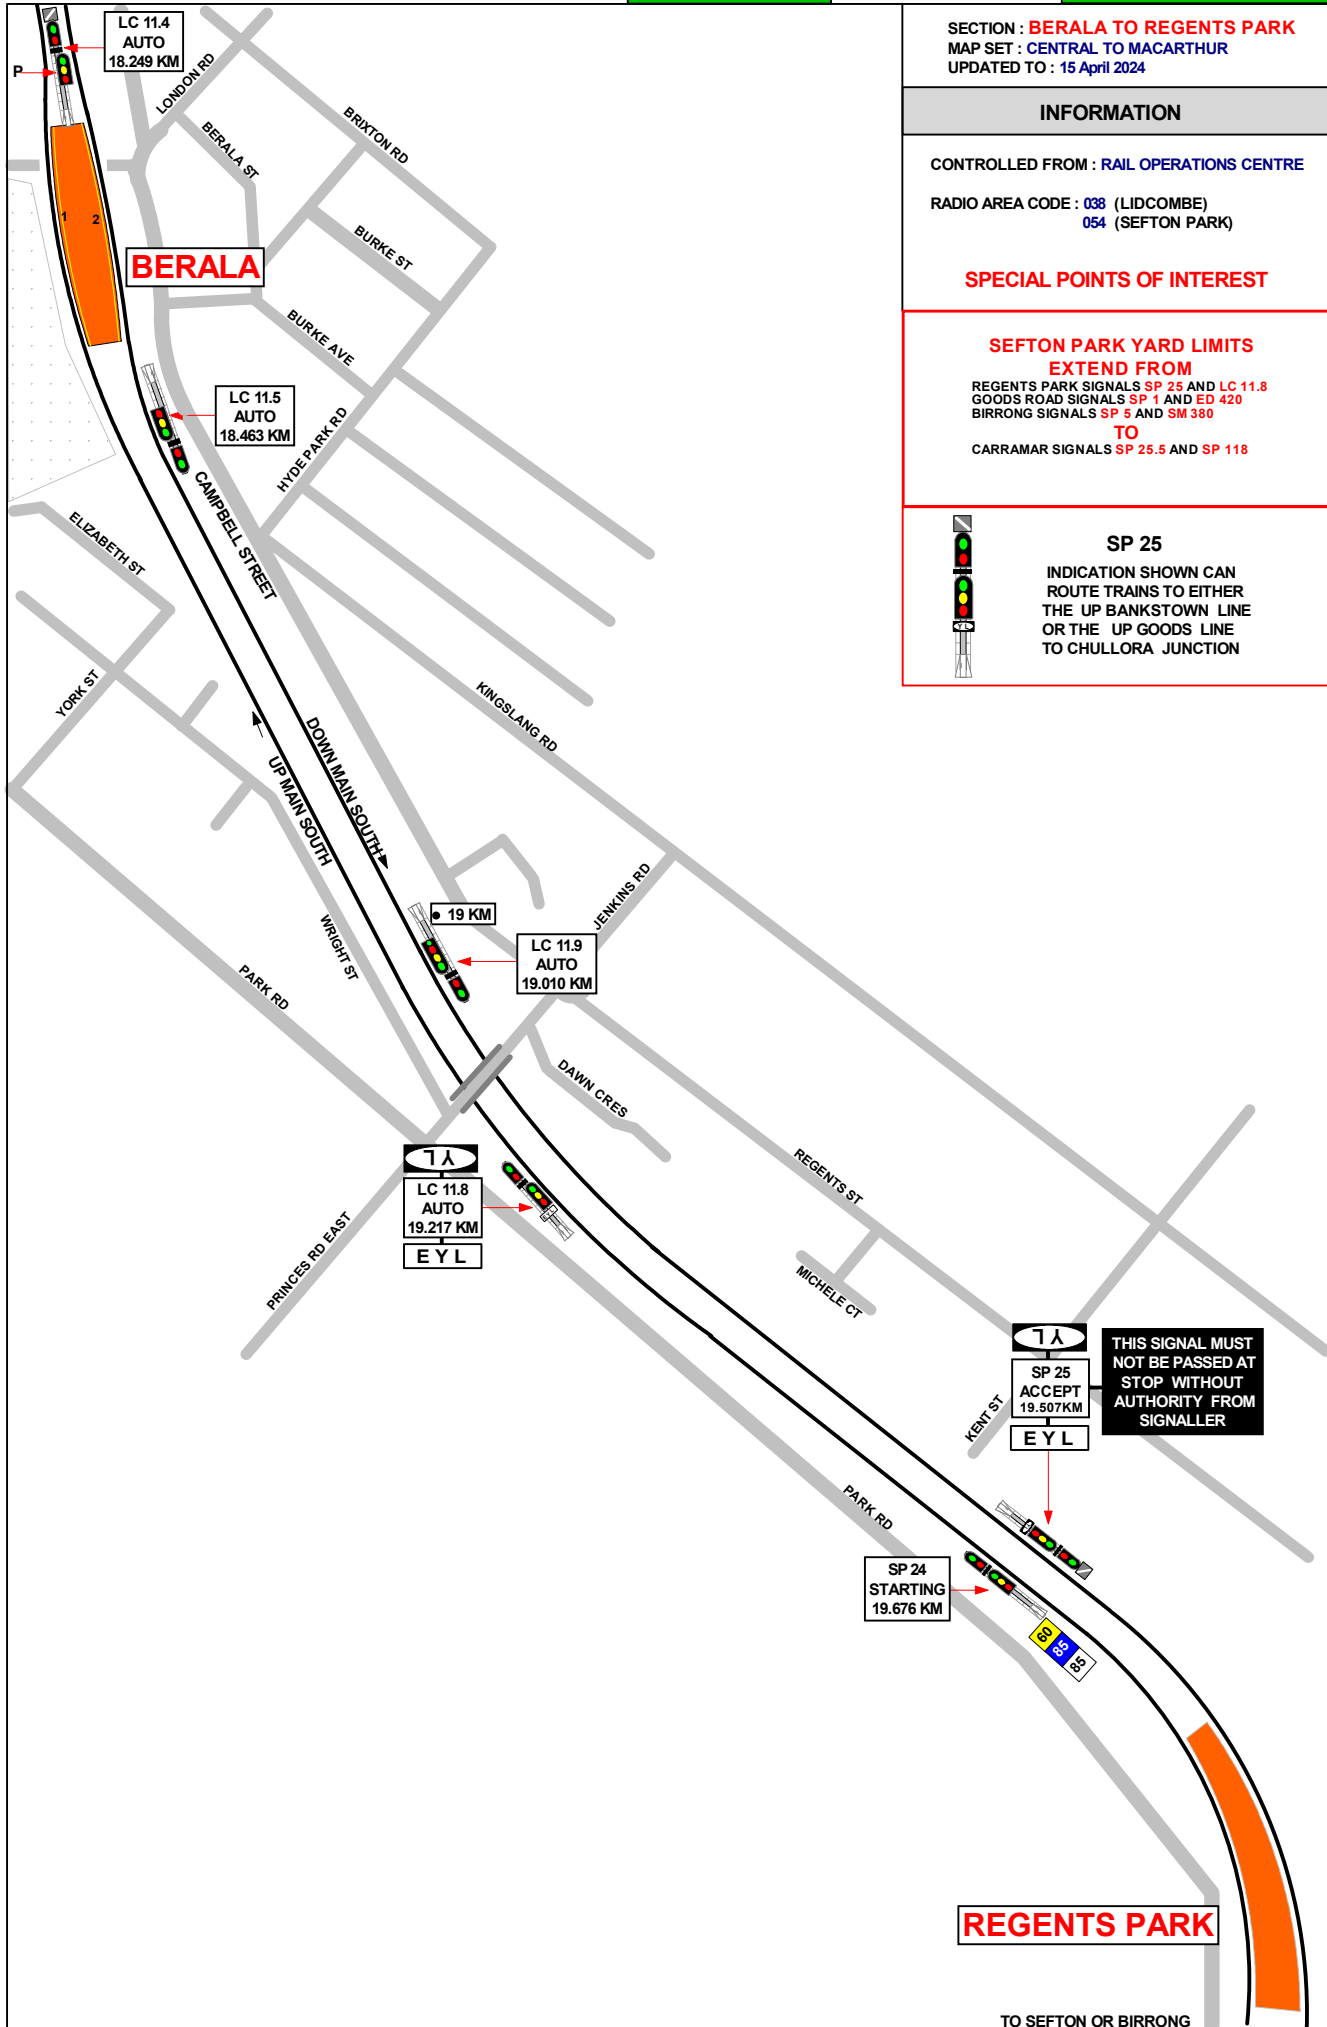 SECTION : BERALA TO REGENTS PARK
MAP SET : CENTRAL TO MACARTHUR
UPDATED TO : 15 April 2024
INFORMATION
CONTROLLED FROM : RAIL OPERATIONS CENTRE
RADIO AREA CODE : 038 (LIDCOMBE)
054 (SEFTON PARK)
SPECIAL POINTS OF INTEREST
SEFTON PARK YARD LIMITS
EXTEND FROM
REGENTS PARK SIGNALS SP 25 AND LC 11.8
GOODS ROAD SIGNALS SP 1 AND ED 420
BIRRONG SIGNALS SP 5 AND SM 380
TO
CARRAMAR SIGNALS SP 25.5 AND SP 118
SP 25
INDICATION SHOWN CAN
ROUTE TRAINS TO EITHER
THE UP BANKSTOWN LINE
OR THE UP GOODS LINE
TO CHULLORA JUNCTION
Y L
LC 11.4
AUTO
18.249 KM
P
LONDON RD
BERALA ST
BRIXTON RD
1
2
BURKE ST
BERALA
BURKE AVE
LC 11.5
AUTO
18.463 KM
HYDE PARK RD
CAMPBELL STREET
ELIZABETH ST
YORK ST
KINGSLANG RD
DOWN MAIN SOUTH
UP MAIN SOUTH
JENKINS RD
19 KM
WRIGHT ST
LC 11.9
AUTO
19.010 KM
PARK RD
DAWN CRES
YL
LC 11.8
AUTO
19.217 KM
E Y L
REGENTS ST
PRINCES RD EAST
MICHELE CT
YL
SP 25
ACCEPT
19.507KM
E Y L
THIS SIGNAL MUST
NOT BE PASSED AT
STOP WITHOUT
AUTHORITY FROM
SIGNALLER
KENT ST
PARK RD
SP 24
STARTING
19.676 KM
60
85
85
REGENTS PARK
TO SEFTON OR BIRRONG